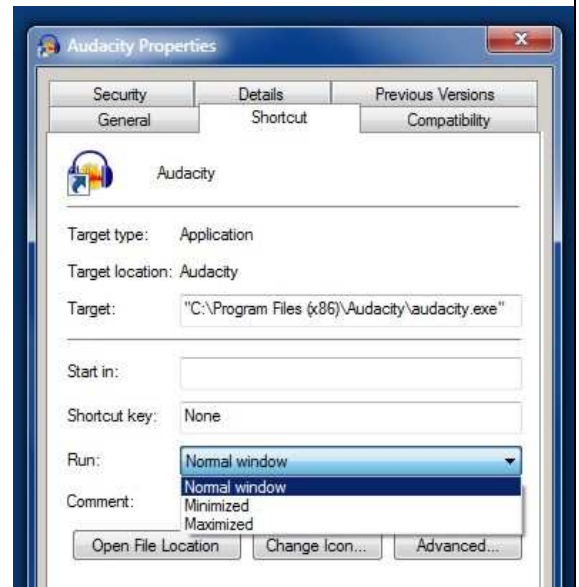 Audacity Properties
Security Details Previous Versions
General Shortcut Compatibility
Audacity
Target type: Application
Target location: Audacity
Target: "C:\Program Files (x86)\Audacity\audacity.exe"
Start in:
Shortcut key: None
Run: Normal window
Normal window
Comment: Minimized
Maximized
Open File Location Change Icon... Advanced...